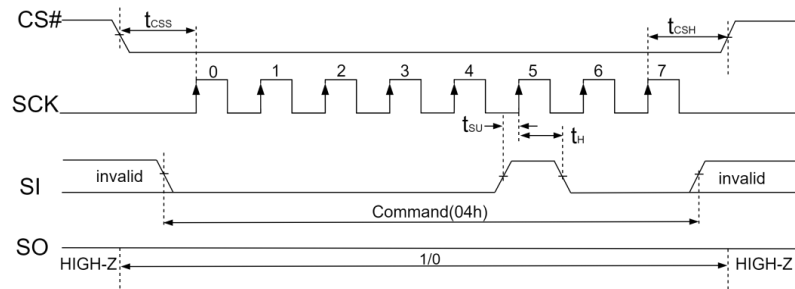 CS#
tCSS
tCSH
0 1 2 3 4 5 6 7
SCK
tSU
tH
SI
invalid
invalid
Command(04h)
SO
HIGH-Z
1/0
HIGH-Z